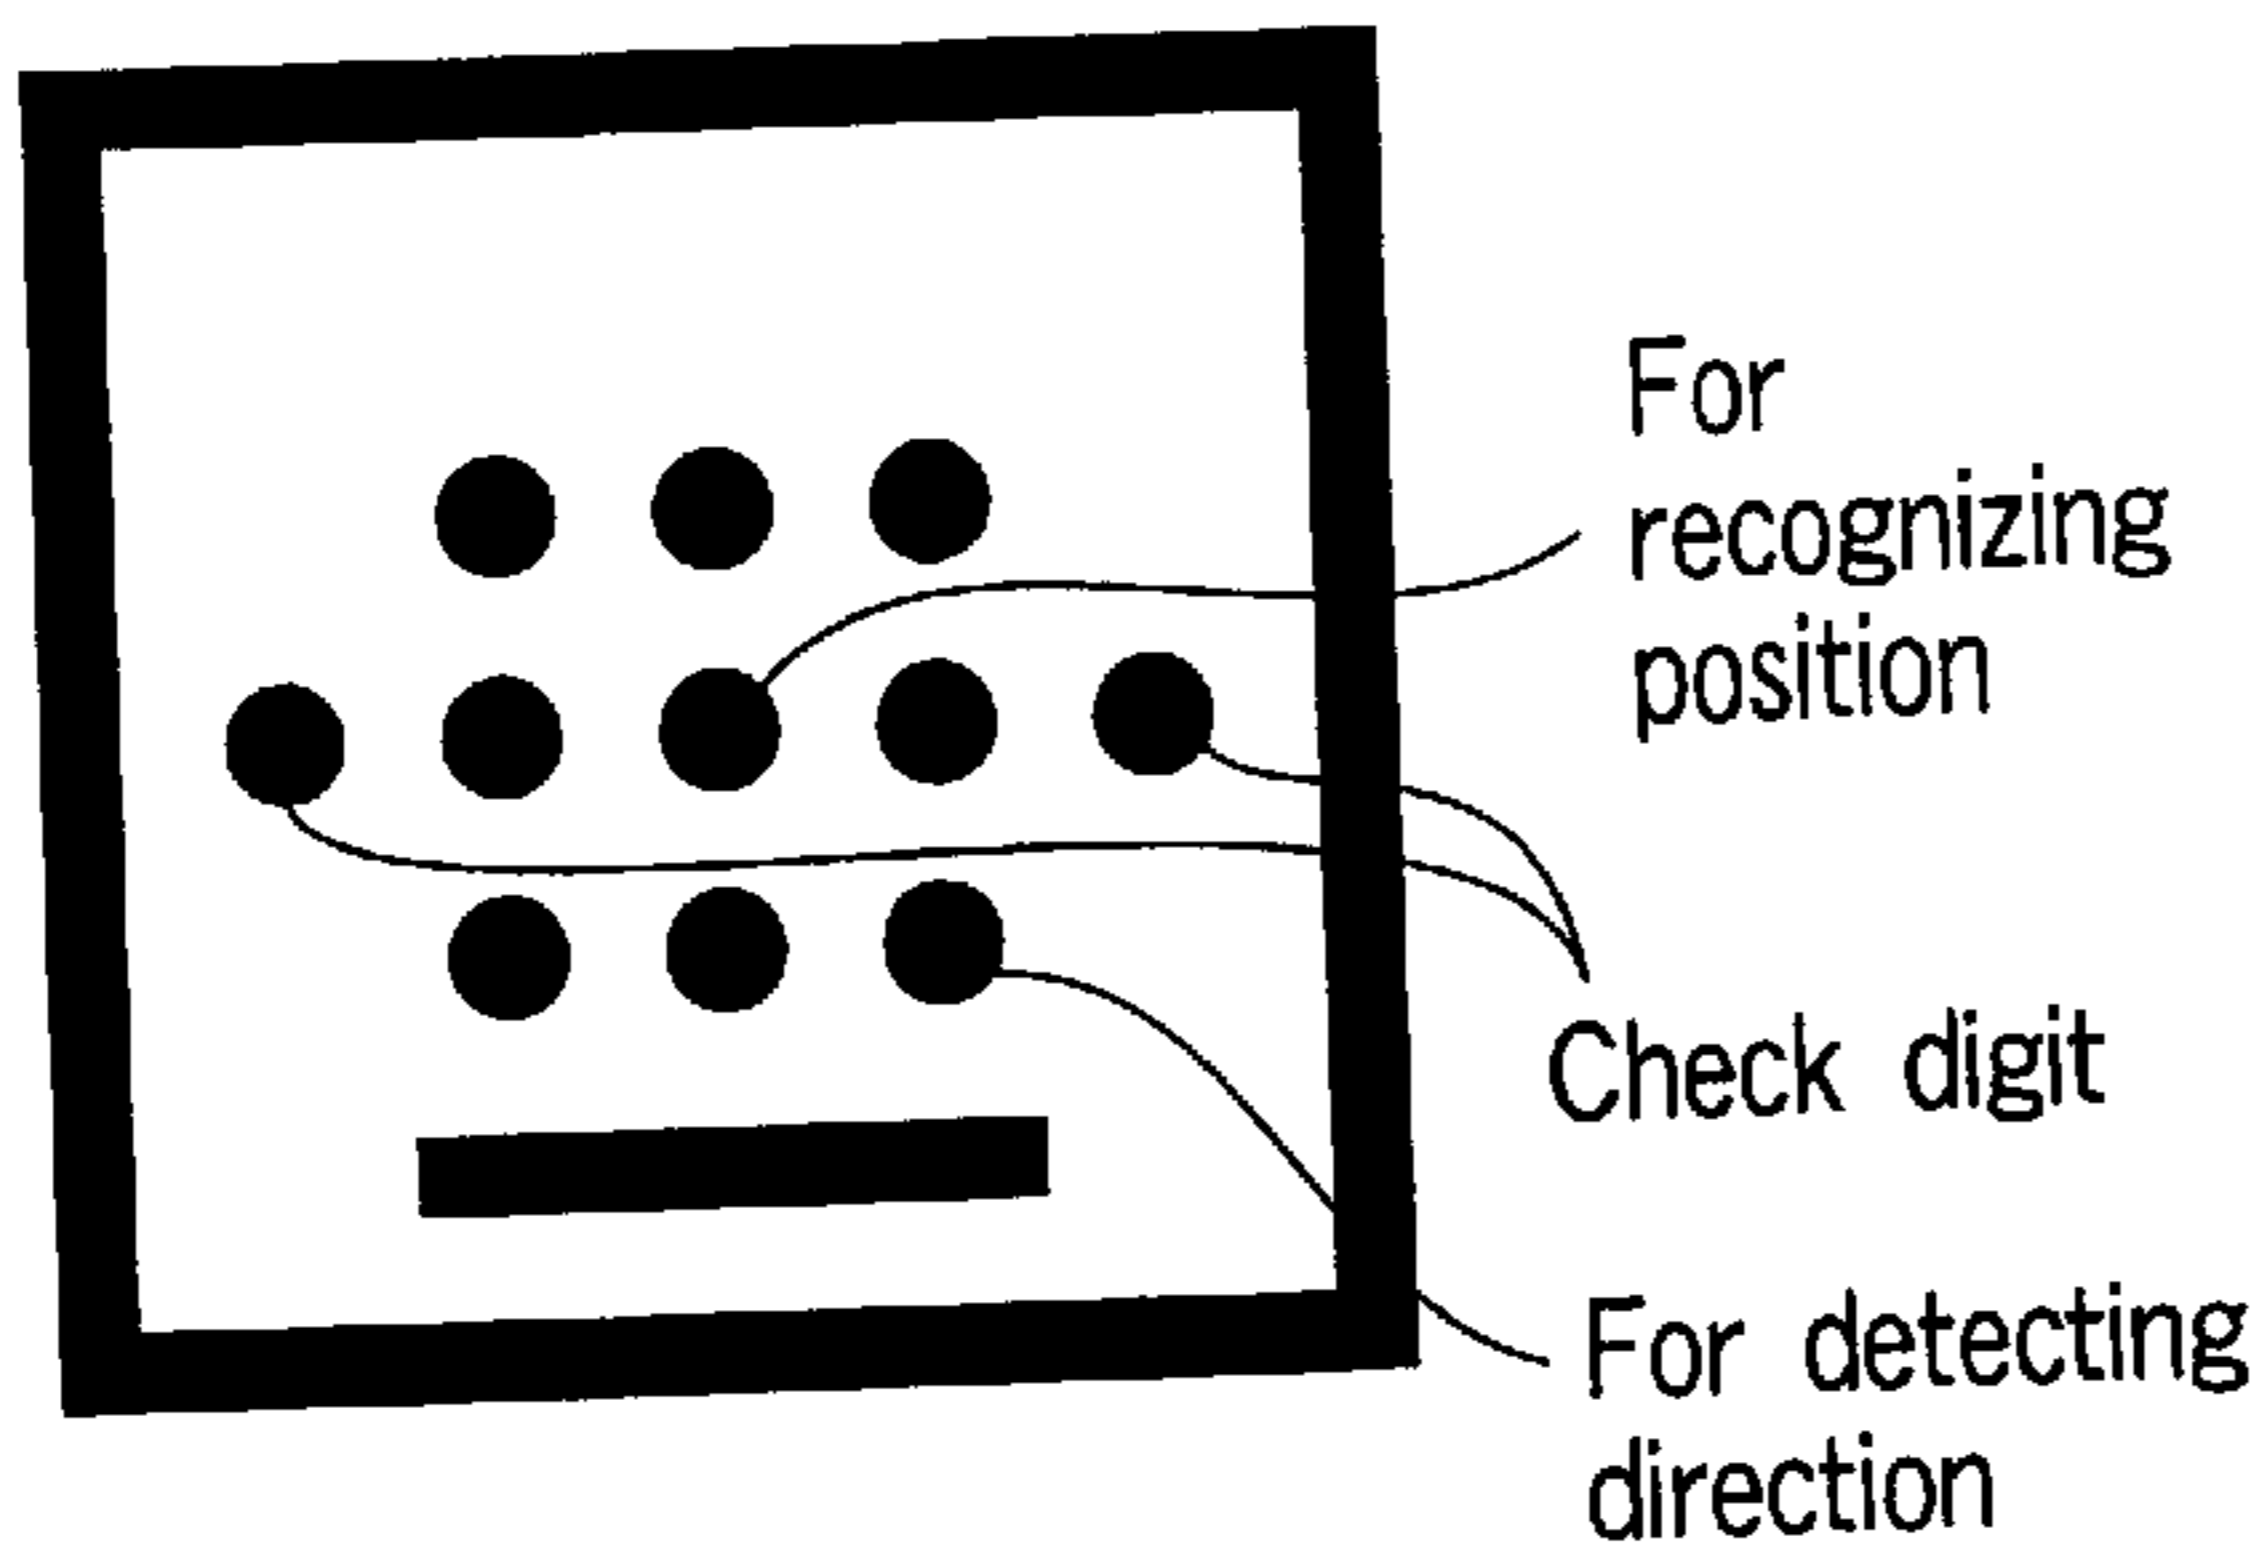 For
recognizing
position
Check digit
For detecting
direction